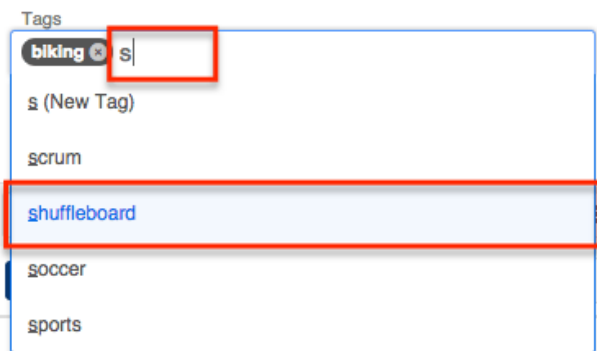 Tags
biking s
s (New Tag)
scrum
shuffleboard
soccer
sports